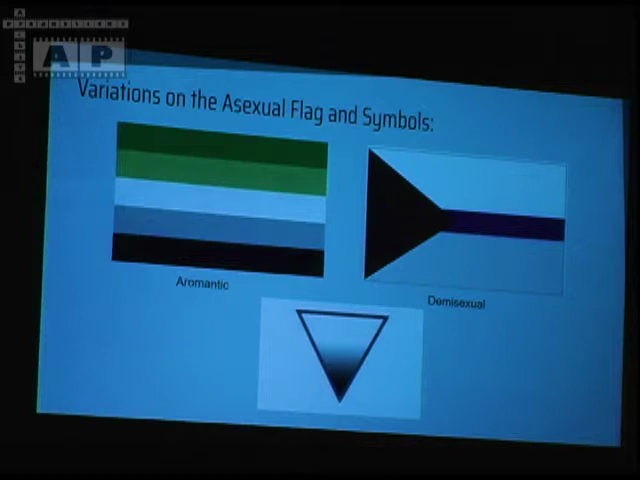 AP
Variations on the Asexual Flag and Symbols:
Aromantic
Demisexual